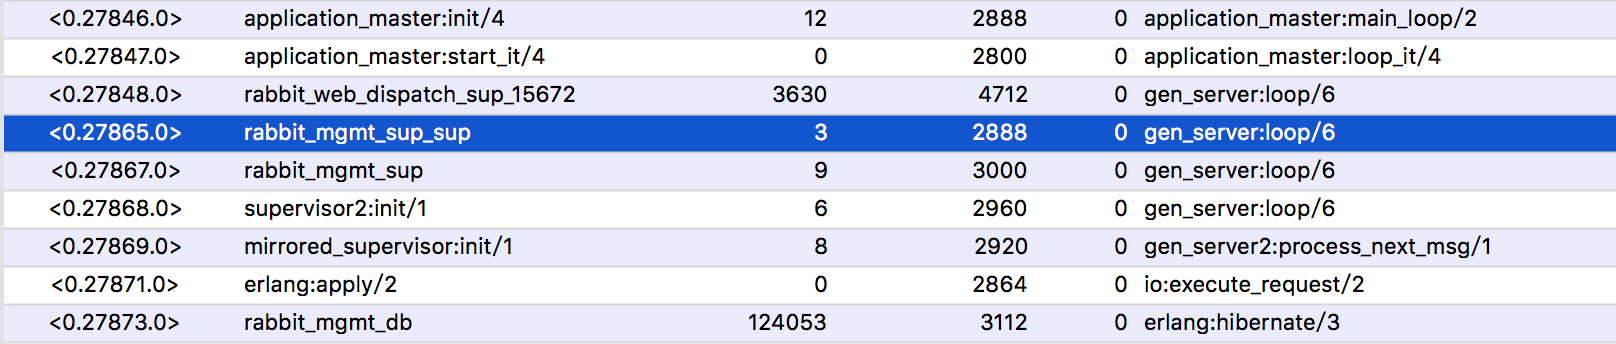 <0.27846.0> application_master:init/4 12 2888 0 application_master:main_loop/2
<0.27847.0> application_master:start_it/4 0 2800 0 application_master:loop_it/4
<0.27848.0> rabbit_web_dispatch_sup_15672 3630 4712 0 gen_server:loop/6
<0.27865.0> rabbit_mgmt_sup_sup 3 2888 0 gen_server:loop/6
<0.27867.0> rabbit_mgmt_sup 9 3000 0 gen_server:loop/6
<0.27868.0> supervisor2:init/1 6 2960 0 gen_server:loop/6
<0.27869.0> mirrored_supervisor:init/1 8 2920 0 gen_server2:process_next_msg/1
<0.27871.0> erlang:apply/2 0 2864 0 io:execute_request/2
<0.27873.0> rabbit_mgmt_db 124053 3112 0 erlang:hibernate/3